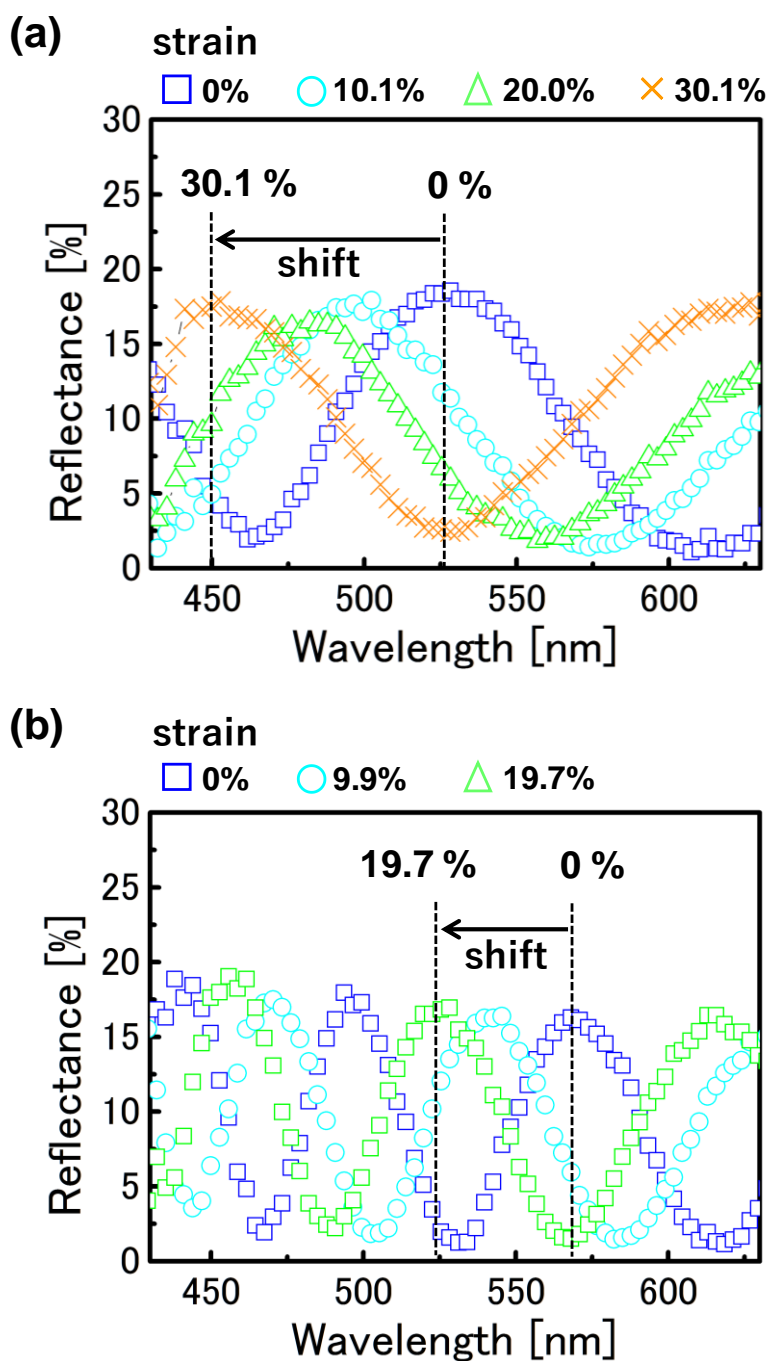 (a)
strain
0% 10.1% 20.0% 30.1%
30
25
20
15
10
5
0
30.1 % 0 %
shift
Reflectance [%]
450 500 550 600
Wavelength [nm]
(b)
strain
0% 9.9% 19.7%
30
25
20
15
10
5
0
19.7 % 0 %
shift
Reflectance [%]
450 500 550 600
Wavelength [nm]